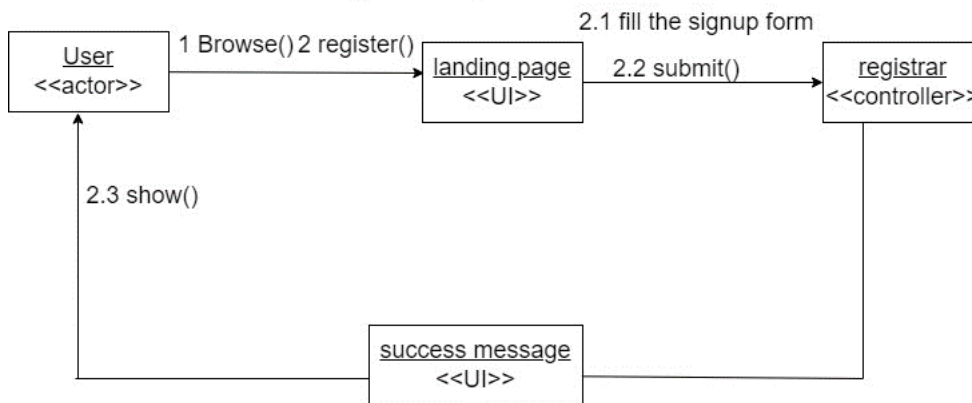 2.1 fill the signup form
User
<<actor>>
1 Browse() 2 register()
landing page
<<UI>>
2.2 submit()
registrar
<<controller>>
2.3 show()
success message
<<UI>>